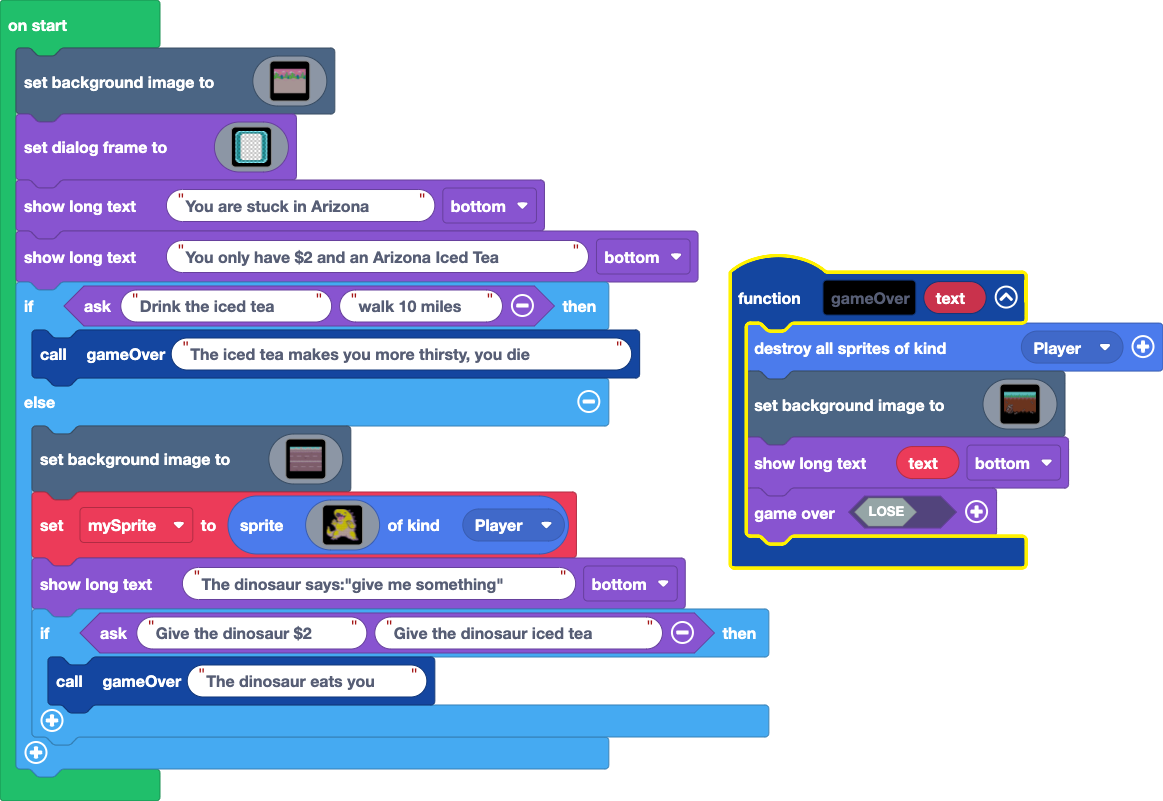 on start
set background image to
set dialog frame to
show long text "You are stuck in Arizona" bottom
show long text "You only have $2 and an Arizona Iced Tea" bottom
if ask "Drink the iced tea" "walk 10 miles" then
call gameOver "The iced tea makes you more thirsty, you die"
else
set background image to
set mySprite to sprite of kind Player
show long text "The dinosaur says:"give me something"" bottom
if ask "Give the dinosaur $2" "Give the dinosaur iced tea" then
call gameOver "The dinosaur eats you"
function gameOver text
destroy all sprites of kind Player
set background image to
show long text text bottom
game over LOSE